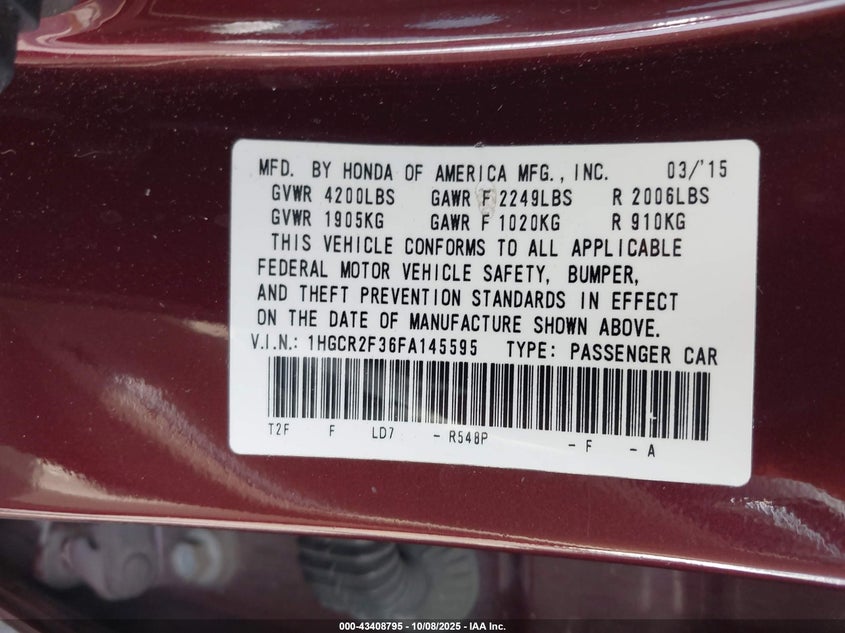 MFD. BY HONDA OF AMERICA MFG., INC. 03/'15
GVWR 4200LBS GAWR F 2249LBS R 2006LBS
GVWR 1905KG GAWR F 1020KG R 910KG
THIS VEHICLE CONFORMS TO ALL APPLICABLE
FEDERAL MOTOR VEHICLE SAFETY, BUMPER,
AND THEFT PREVENTION STANDARDS IN EFFECT
ON THE DATE OF MANUFACTURE SHOWN ABOVE.
V.I.N.: 1HGCR2F36FA145595 TYPE: PASSENGER CAR
T2F F LD7 - R548P - F - A
000-43408795 - 10/08/2025 - IAA Inc.